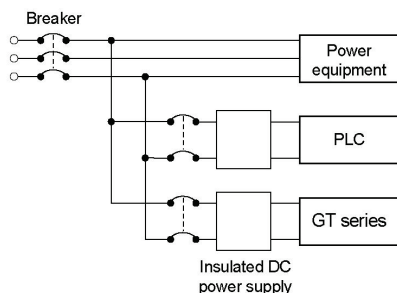 Breaker
Power
equipment
PLC
GT series
Insulated DC
power supply